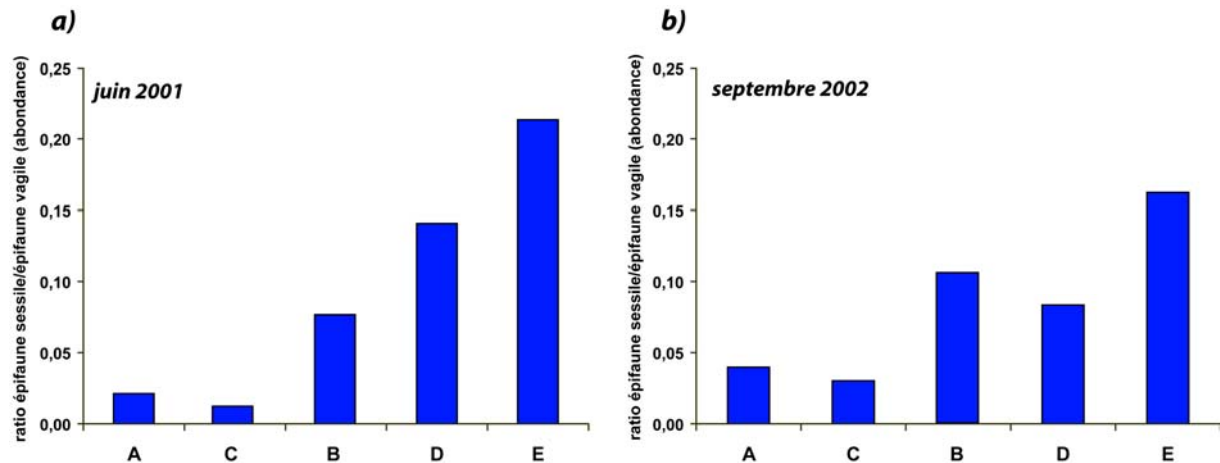 a)
juin 2001
ratio épifaune sessile/épifaune vagile (abondance)
0,25
0,20
0,15
0,10
0,05
0,00
A C B D E
b)
septembre 2002
ratio épifaune sessile/épifaune vagile (abondance)
0,25
0,20
0,15
0,10
0,05
0,00
A C B D E